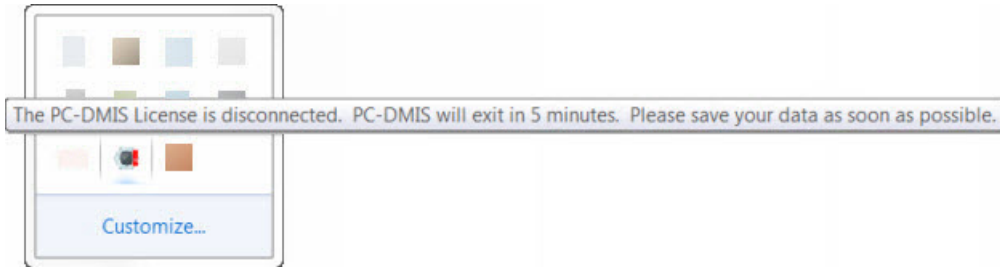 The PC-DMIS License is disconnected.  PC-DMIS will exit in 5 minutes.  Please save your data as soon as possible.
Customize...